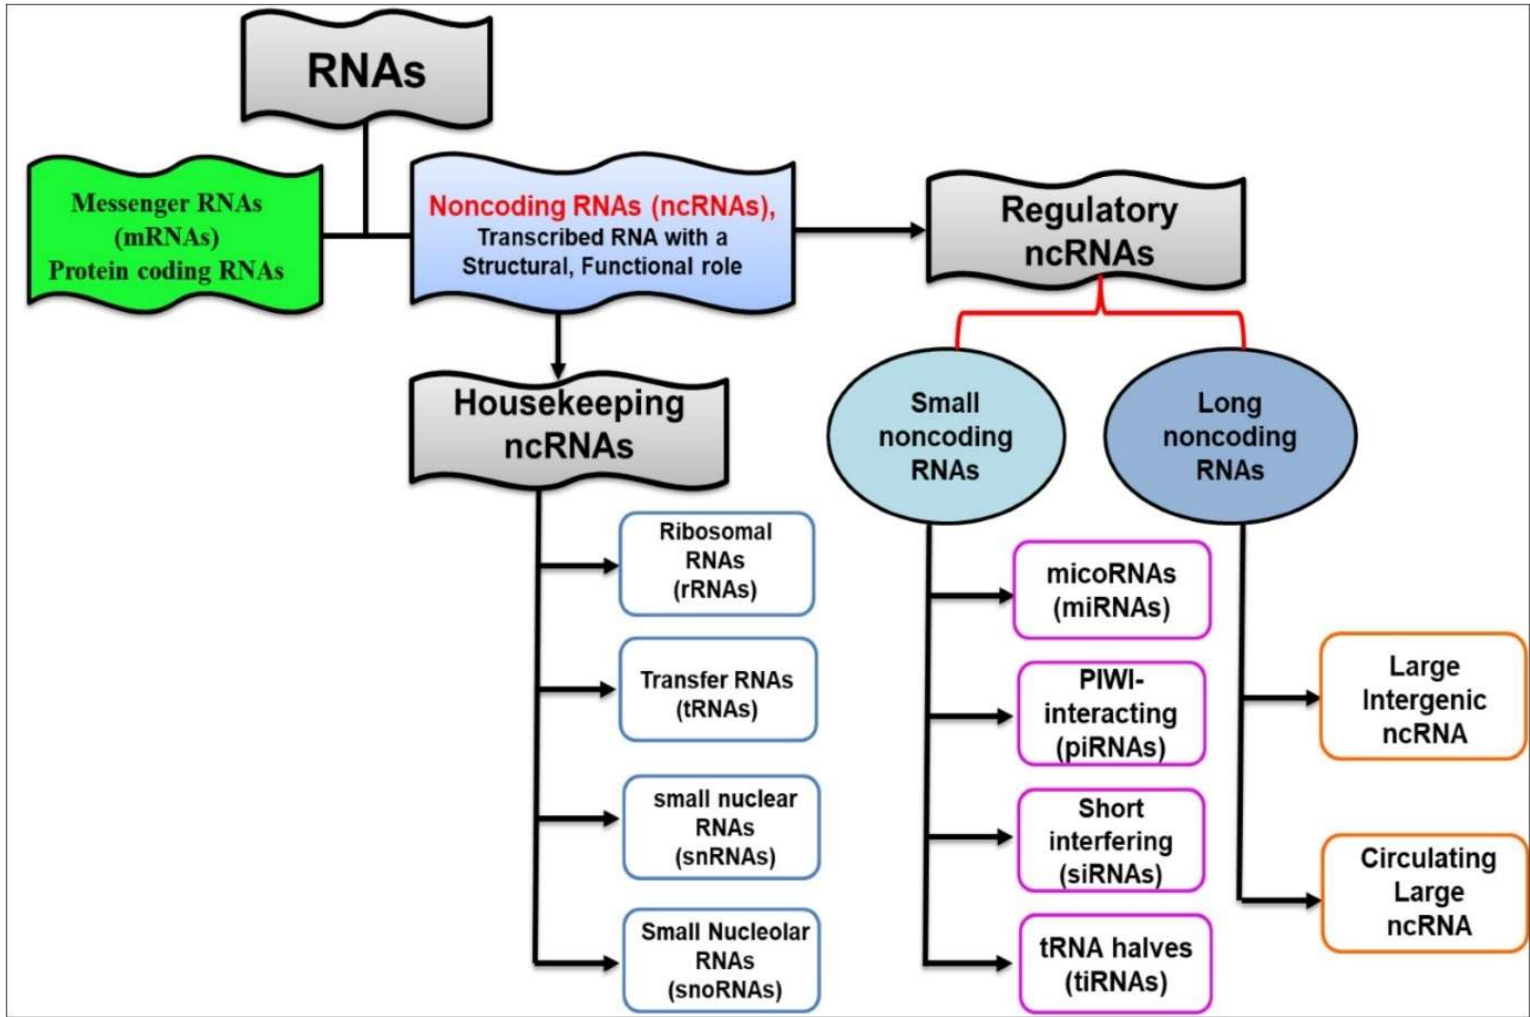 RNAs
Messenger RNAs
(mRNAs)
Protein coding RNAs
Noncoding RNAs (ncRNAs),
Transcribed RNA with a
Structural, Functional role
Regulatory
ncRNAs
Housekeeping
ncRNAs
Ribosomal
RNAs
(rRNAs)
Transfer RNAs
(tRNAs)
small nuclear
RNAs
(snRNAs)
Small Nucleolar
RNAs
(snoRNAs)
Small
noncoding
RNAs
micoRNAs
(miRNAs)
PIWI-
interacting
(piRNAs)
Short
interfering
(siRNAs)
tRNA halves
(tiRNAs)
Long
noncoding
RNAs
Large
Intergenic
ncRNA
Circulating
Large
ncRNA